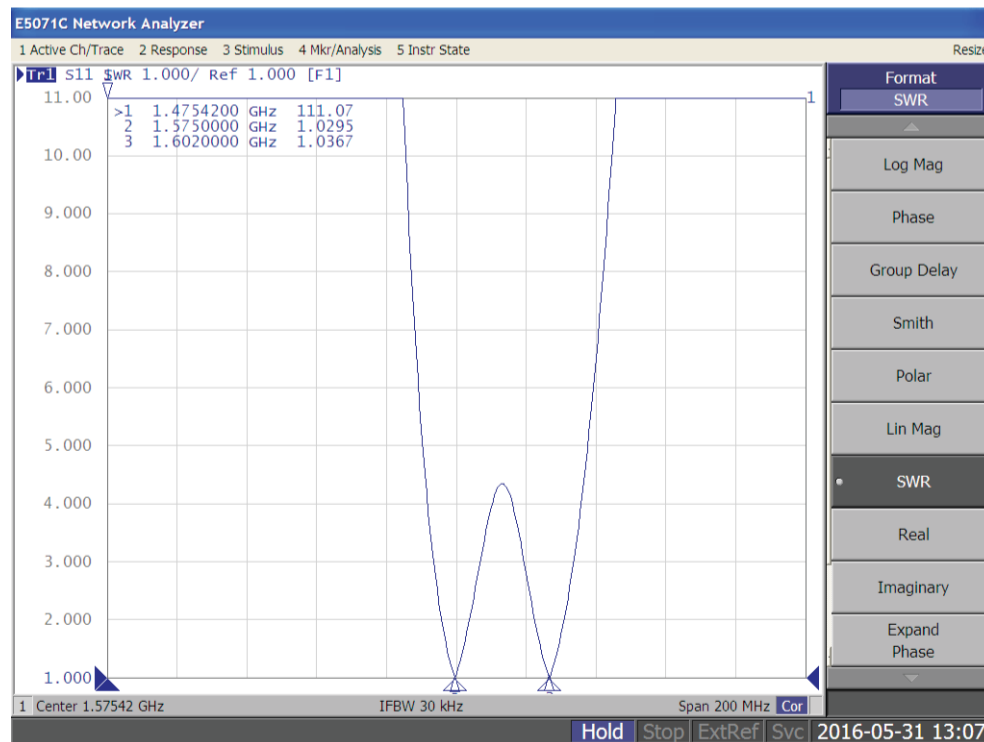 E5071C Network Analyzer
1 Active Ch/Trace 2 Response 3 Stimulus 4 Mkr/Analysis 5 Instr State Resize
Tr1 S11 SWR 1.000/ Ref 1.000 [F1]
11.00
10.00
9.000
8.000
7.000
6.000
5.000
4.000
3.000
2.000
1.000
>1 1.4754200 GHz 111.07
2 1.5750000 GHz 1.0295
3 1.6020000 GHz 1.0367
1
Format
SWR
Log Mag
Phase
Group Delay
Smith
Polar
Lin Mag
SWR
Real
Imaginary
Expand
Phase
1 Center 1.57542 GHz IFBW 30 kHz Span 200 MHz Cor
Hold Stop ExtRef Svc 2016-05-31 13:07